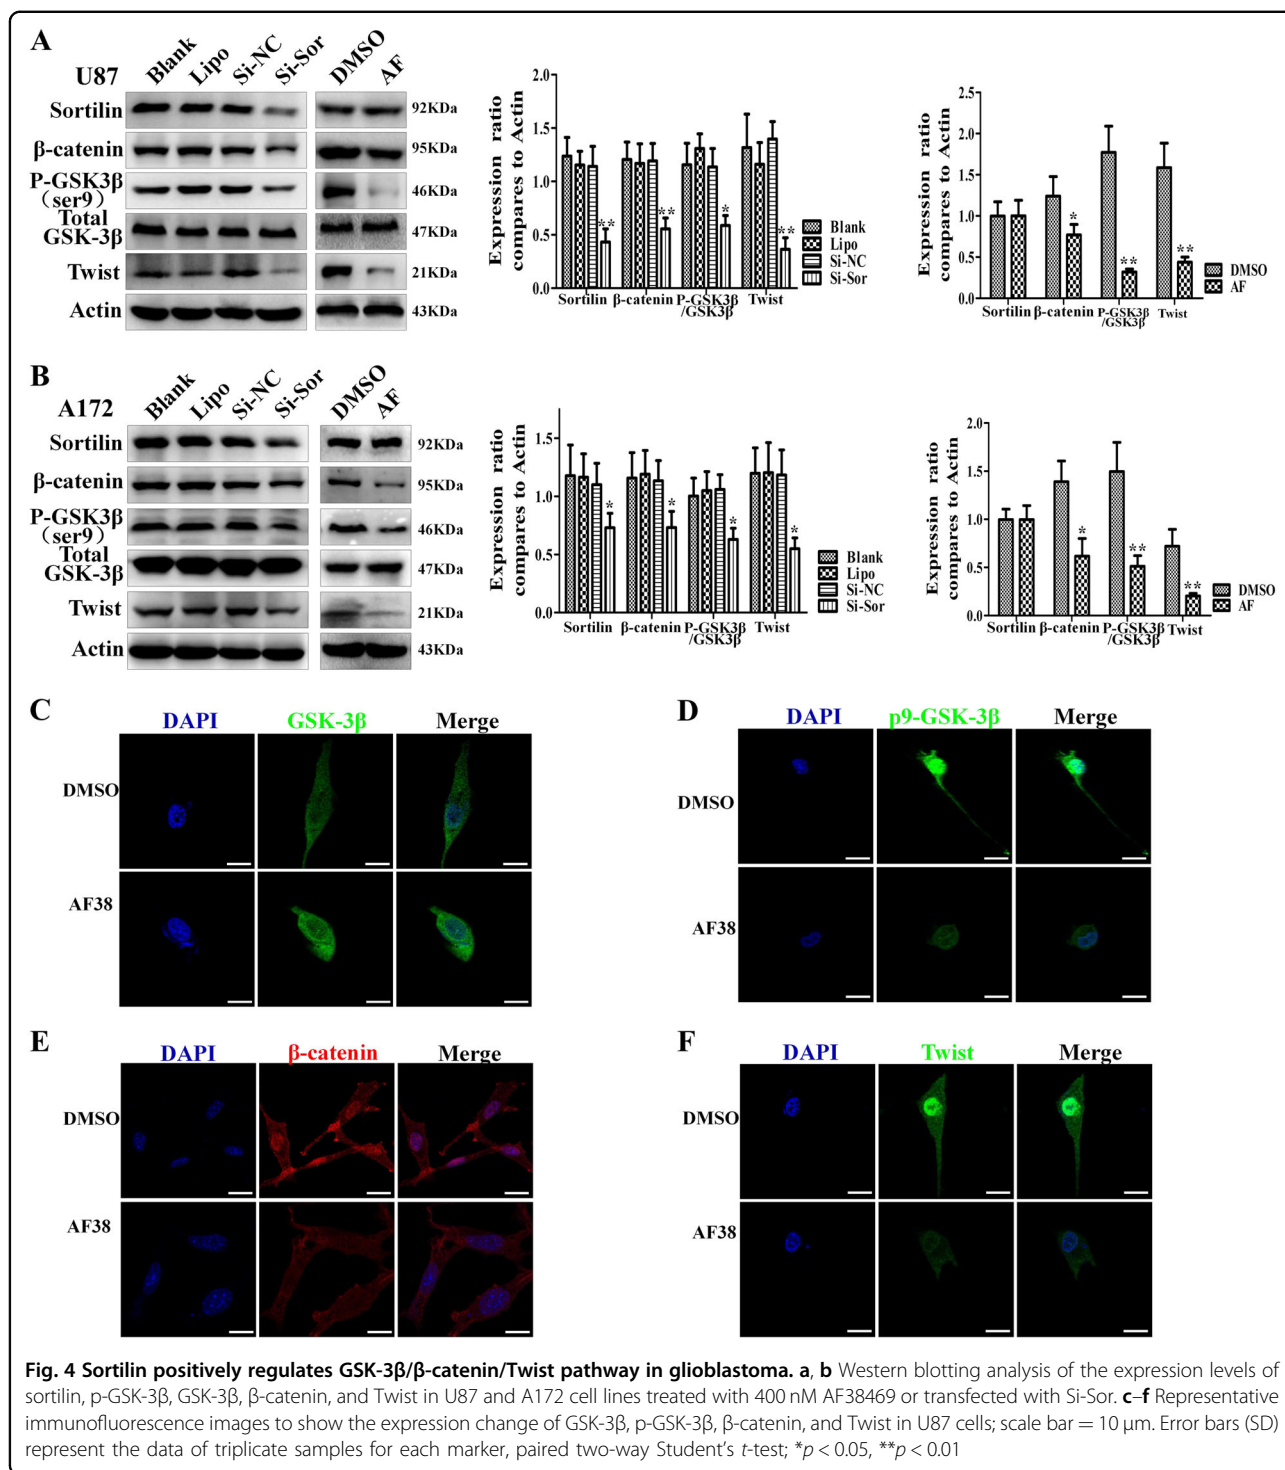 A
U87
Blank Lipo Si-NC Si-Sor DMSO AF
Sortilin 92KDa
β-catenin 95KDa
P-GSK3β
(ser9) 46KDa
Total
GSK-3β 47KDa
Twist 21KDa
Actin 43KDa
Expression ratio
compares to Actin
2.0
1.5
1.0
0.5
0.0
** ** * **
Sortilin β-catenin P-GSK3β
/GSK3β Twist
Blank
Lipo
Si-NC
Si-Sor
Expression ratio
compares to Actin
2.5
2.0
1.5
1.0
0.5
0.0
* ** **
Sortilin β-catenin P-GSK3β
/GSK3β Twist
DMSO
AF
B
A172
Blank Lipo Si-NC Si-Sor DMSO AF
Sortilin 92KDa
β-catenin 95KDa
P-GSK3β
(ser9) 46KDa
Total
GSK-3β 47KDa
Twist 21KDa
Actin 43KDa
Expression ratio
compares to Actin
1.5
1.0
0.5
0.0
* * * *
Sortilin β-catenin P-GSK3β
/GSK3β Twist
Blank
Lipo
Si-NC
Si-Sor
Expression ratio
compares to Actin
2.0
1.5
1.0
0.5
0.0
* ** **
Sortilin β-catenin P-GSK3β
/GSK3β Twist
DMSO
AF
C
DAPI GSK-3β Merge
DMSO
AF38
D
DAPI p9-GSK-3β Merge
DMSO
AF38
E
DAPI β-catenin Merge
DMSO
AF38
F
DAPI Twist Merge
DMSO
AF38
Fig. 4 Sortilin positively regulates GSK-3β/β-catenin/Twist pathway in glioblastoma. a, b Western blotting analysis of the expression levels of
sortilin, p-GSK-3β, GSK-3β, β-catenin, and Twist in U87 and A172 cell lines treated with 400 nM AF38469 or transfected with Si-Sor. c–f Representative
immunofluorescence images to show the expression change of GSK-3β, p-GSK-3β, β-catenin, and Twist in U87 cells; scale bar = 10 μm. Error bars (SD)
represent the data of triplicate samples for each marker, paired two-way Student's t-test; *p < 0.05, **p < 0.01